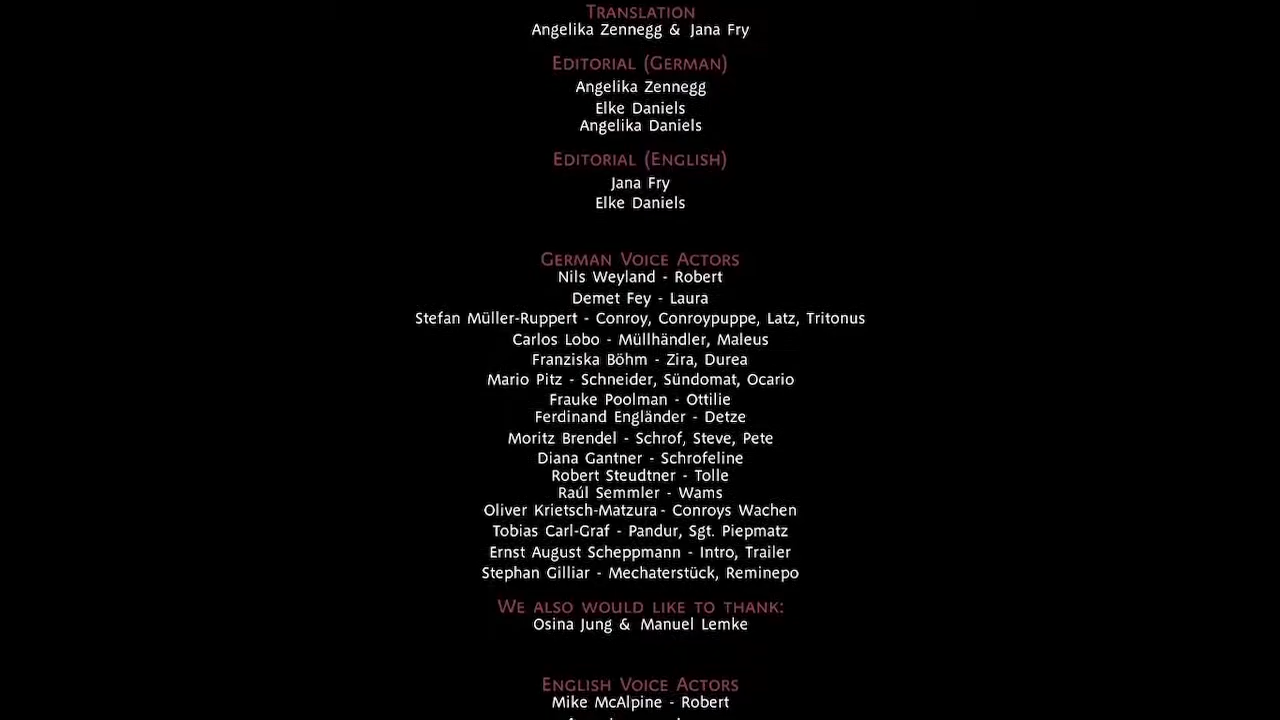 TRANSLATION
Angelika Zennegg & Jana Fry
EDITORIAL (GERMAN)
Angelika Zennegg
Elke Daniels
Angelika Daniels
EDITORIAL (ENGLISH)
Jana Fry
Elke Daniels
GERMAN VOICE ACTORS
Nils Weyland - Robert
Demet Fey - Laura
Stefan Müller-Ruppert - Conroy, Conroypuppe, Latz, Tritonus
Carlos Lobo - Müllhändler, Maleus
Franziska Böhm - Zira, Durea
Mario Pitz - Schneider, Sündomat, Ocario
Frauke Poolman - Ottilie
Ferdinand Engländer - Detze
Moritz Brendel - Schrof, Steve, Pete
Diana Gantner - Schrofeline
Robert Steudtner - Tolle
Raúl Semmler - Wams
Oliver Krietsch-Matzura - Conroys Wachen
Tobias Carl-Graf - Pandur, Sgt. Piepmatz
Ernst August Scheppmann - Intro, Trailer
Stephan Gilliar - Mechaterstück, Reminepo
WE ALSO WOULD LIKE TO THANK:
Osina Jung & Manuel Lemke
ENGLISH VOICE ACTORS
Mike McAlpine - Robert